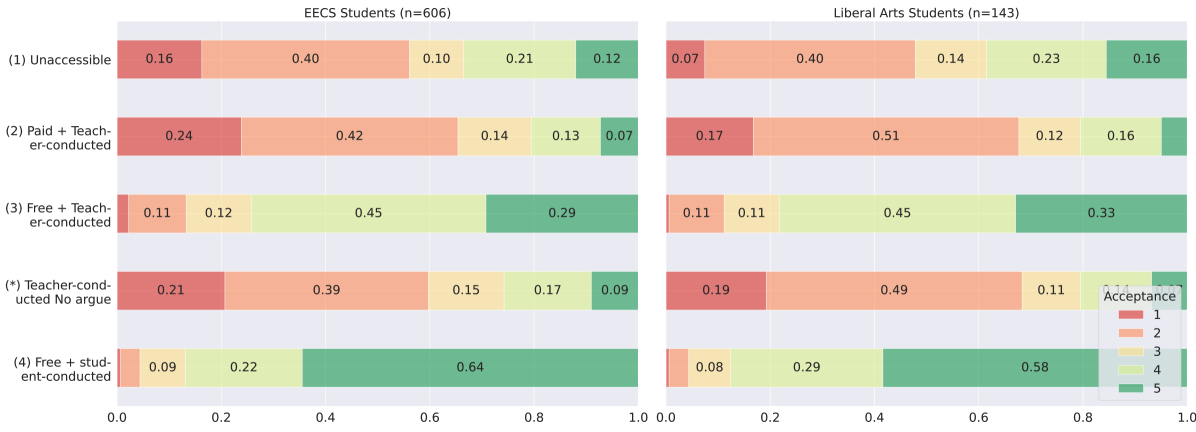 EECS Students (n=606)
Liberal Arts Students (n=143)
(1) Unaccessible
0.16 0.40 0.10 0.21 0.12
0.07 0.40 0.14 0.23 0.16
(2) Paid + Teach-
er-conducted
0.24 0.42 0.14 0.13 0.07
0.17 0.51 0.12 0.16
(3) Free + Teach-
er-conducted
0.11 0.12 0.45 0.29
0.11 0.11 0.45 0.33
(*) Teacher-cond-
ucted No argue
0.21 0.39 0.15 0.17 0.09
0.19 0.49 0.11 0.14 0.07
(4) Free + stud-
ent-conducted
0.09 0.22 0.64
0.08 0.29 0.58
Acceptance
1
2
3
4
5
0.0 0.2 0.4 0.6 0.8 1.0
0.0 0.2 0.4 0.6 0.8 1.0